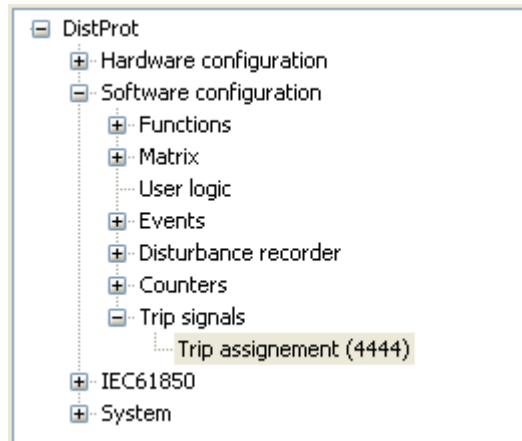 DistProt
Hardware configuration
Software configuration
Functions
Matrix
User logic
Events
Disturbance recorder
Counters
Trip signals
Trip assignement (4444)
IEC61850
System